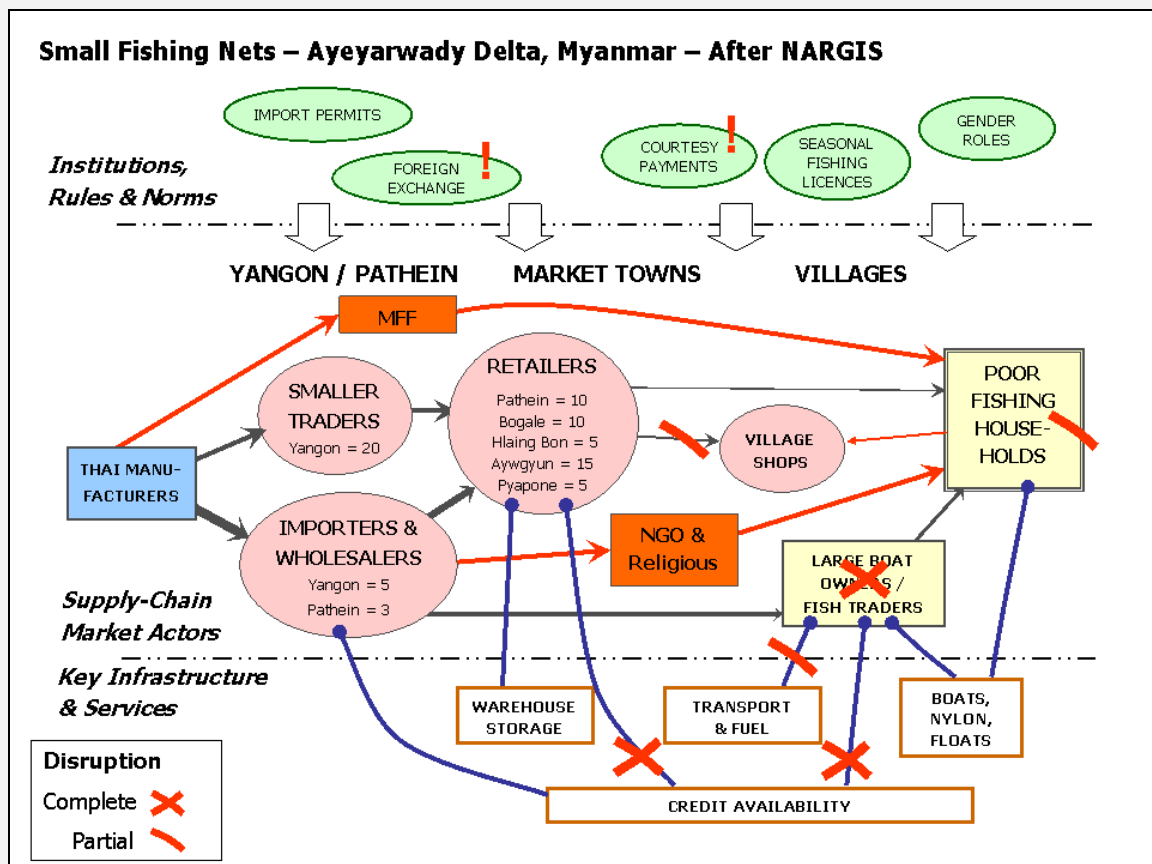 Small Fishing Nets – Ayeyarwady Delta, Myanmar – After NARGIS
IMPORT PERMITS
FOREIGN
EXCHANGE
!
COURTESY
PAYMENTS
!
SEASONAL
FISHING
LICENCES
GENDER
ROLES
Institutions,
Rules & Norms
YANGON / PATHEIN
MARKET TOWNS
VILLAGES
MFF
SMALLER
TRADERS
Yangon = 20
RETAILERS
Pathein = 10
Bogale = 10
Hlaing Bon = 5
Aywgyun = 15
Pyapone = 5
VILLAGE
SHOPS
POOR
FISHING
HOUSE-
HOLDS
THAI MANU-
FACTURERS
IMPORTERS &
WHOLESALERS
Yangon = 5
Pathein = 3
NGO &
Religious
LARGE BOAT
OWNERS /
FISH TRADERS
Supply-Chain
Market Actors
Key Infrastructure
& Services
WAREHOUSE
STORAGE
TRANSPORT
& FUEL
BOATS,
NYLON,
FLOATS
CREDIT AVAILABILITY
Disruption
Complete
Partial